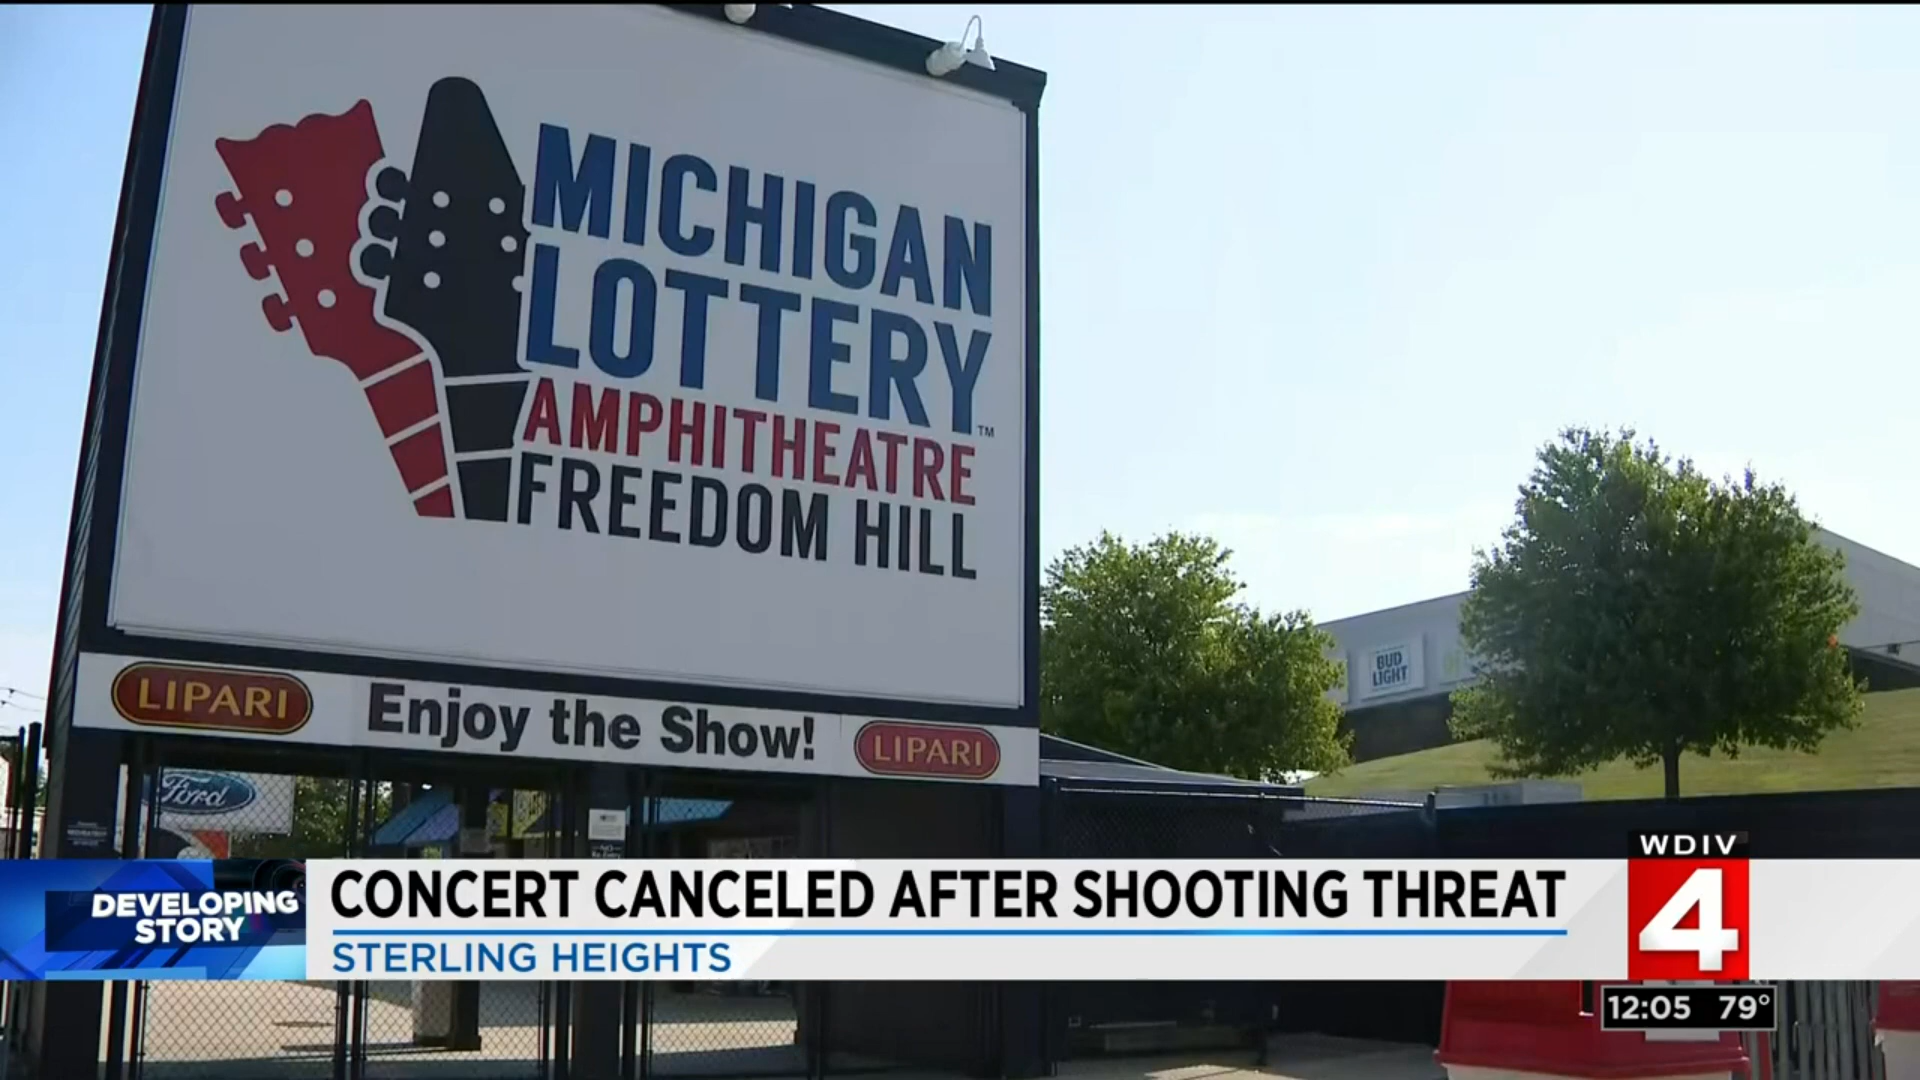 MICHIGAN
LOTTERY™
AMPHITHEATRE
FREEDOM HILL
LIPARI Enjoy the Show! LIPARI
BUD
LIGHT
Ford
WDIV
4
DEVELOPING
STORY
CONCERT CANCELED AFTER SHOOTING THREAT
STERLING HEIGHTS
12:05 79°